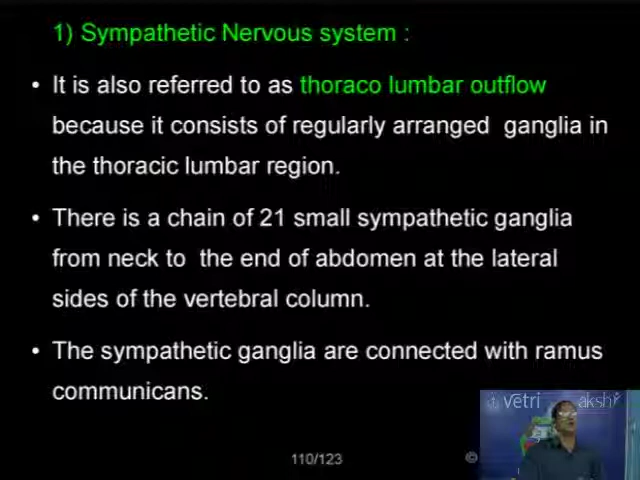 1) Sympathetic Nervous system :
• It is also referred to as thoraco lumbar outflow
because it consists of regularly arranged ganglia in
the thoracic lumbar region.
• There is a chain of 21 small sympathetic ganglia
from neck to the end of abdomen at the lateral
sides of the vertebral column.
• The sympathetic ganglia are connected with ramus
communicans.
vetri akshi
110/123 ©